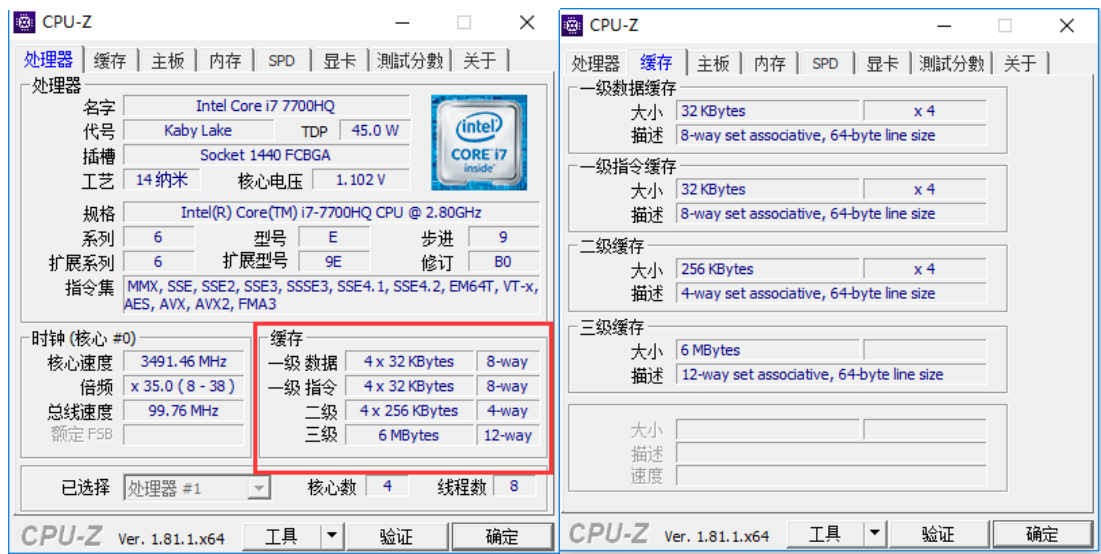 CPU-Z
处理器 缓存 主板 内存 SPD 显卡 测試分數 关于
处理器
名字 Intel Core i7 7700HQ
代号 Kaby Lake TDP 45.0 W
插槽 Socket 1440 FCBGA
工艺 14 纳米 核心电压 1.102 V
intel
CORE i7
inside
规格 Intel(R) Core(TM) i7-7700HQ CPU @ 2.80GHz
系列 6 型号 E 步进 9
扩展系列 6 扩展型号 9E 修订 B0
指令集 MMX, SSE, SSE2, SSE3, SSSE3, SSE4.1, SSE4.2, EM64T, VT-x,
AES, AVX, AVX2, FMA3
时钟 (核心 #0)
核心速度 3491.46 MHz
倍频 x 35.0 ( 8 - 38 )
总线速度 99.76 MHz
额定 FSB
缓存
一级 数据 4 x 32 KBytes 8-way
一级 指令 4 x 32 KBytes 8-way
二级 4 x 256 KBytes 4-way
三级 6 MBytes 12-way
已选择 处理器 #1 核心数 4 线程数 8
CPU-Z Ver. 1.81.1.x64 工具 验证 确定
CPU-Z
处理器 缓存 主板 内存 SPD 显卡 测試分數 关于
一级数据缓存
大小 32 KBytes x 4
描述 8-way set associative, 64-byte line size
一级指令缓存
大小 32 KBytes x 4
描述 8-way set associative, 64-byte line size
二级缓存
大小 256 KBytes x 4
描述 4-way set associative, 64-byte line size
三级缓存
大小 6 MBytes
描述 12-way set associative, 64-byte line size
大小
描述
速度
CPU-Z Ver. 1.81.1.x64 工具 验证 确定